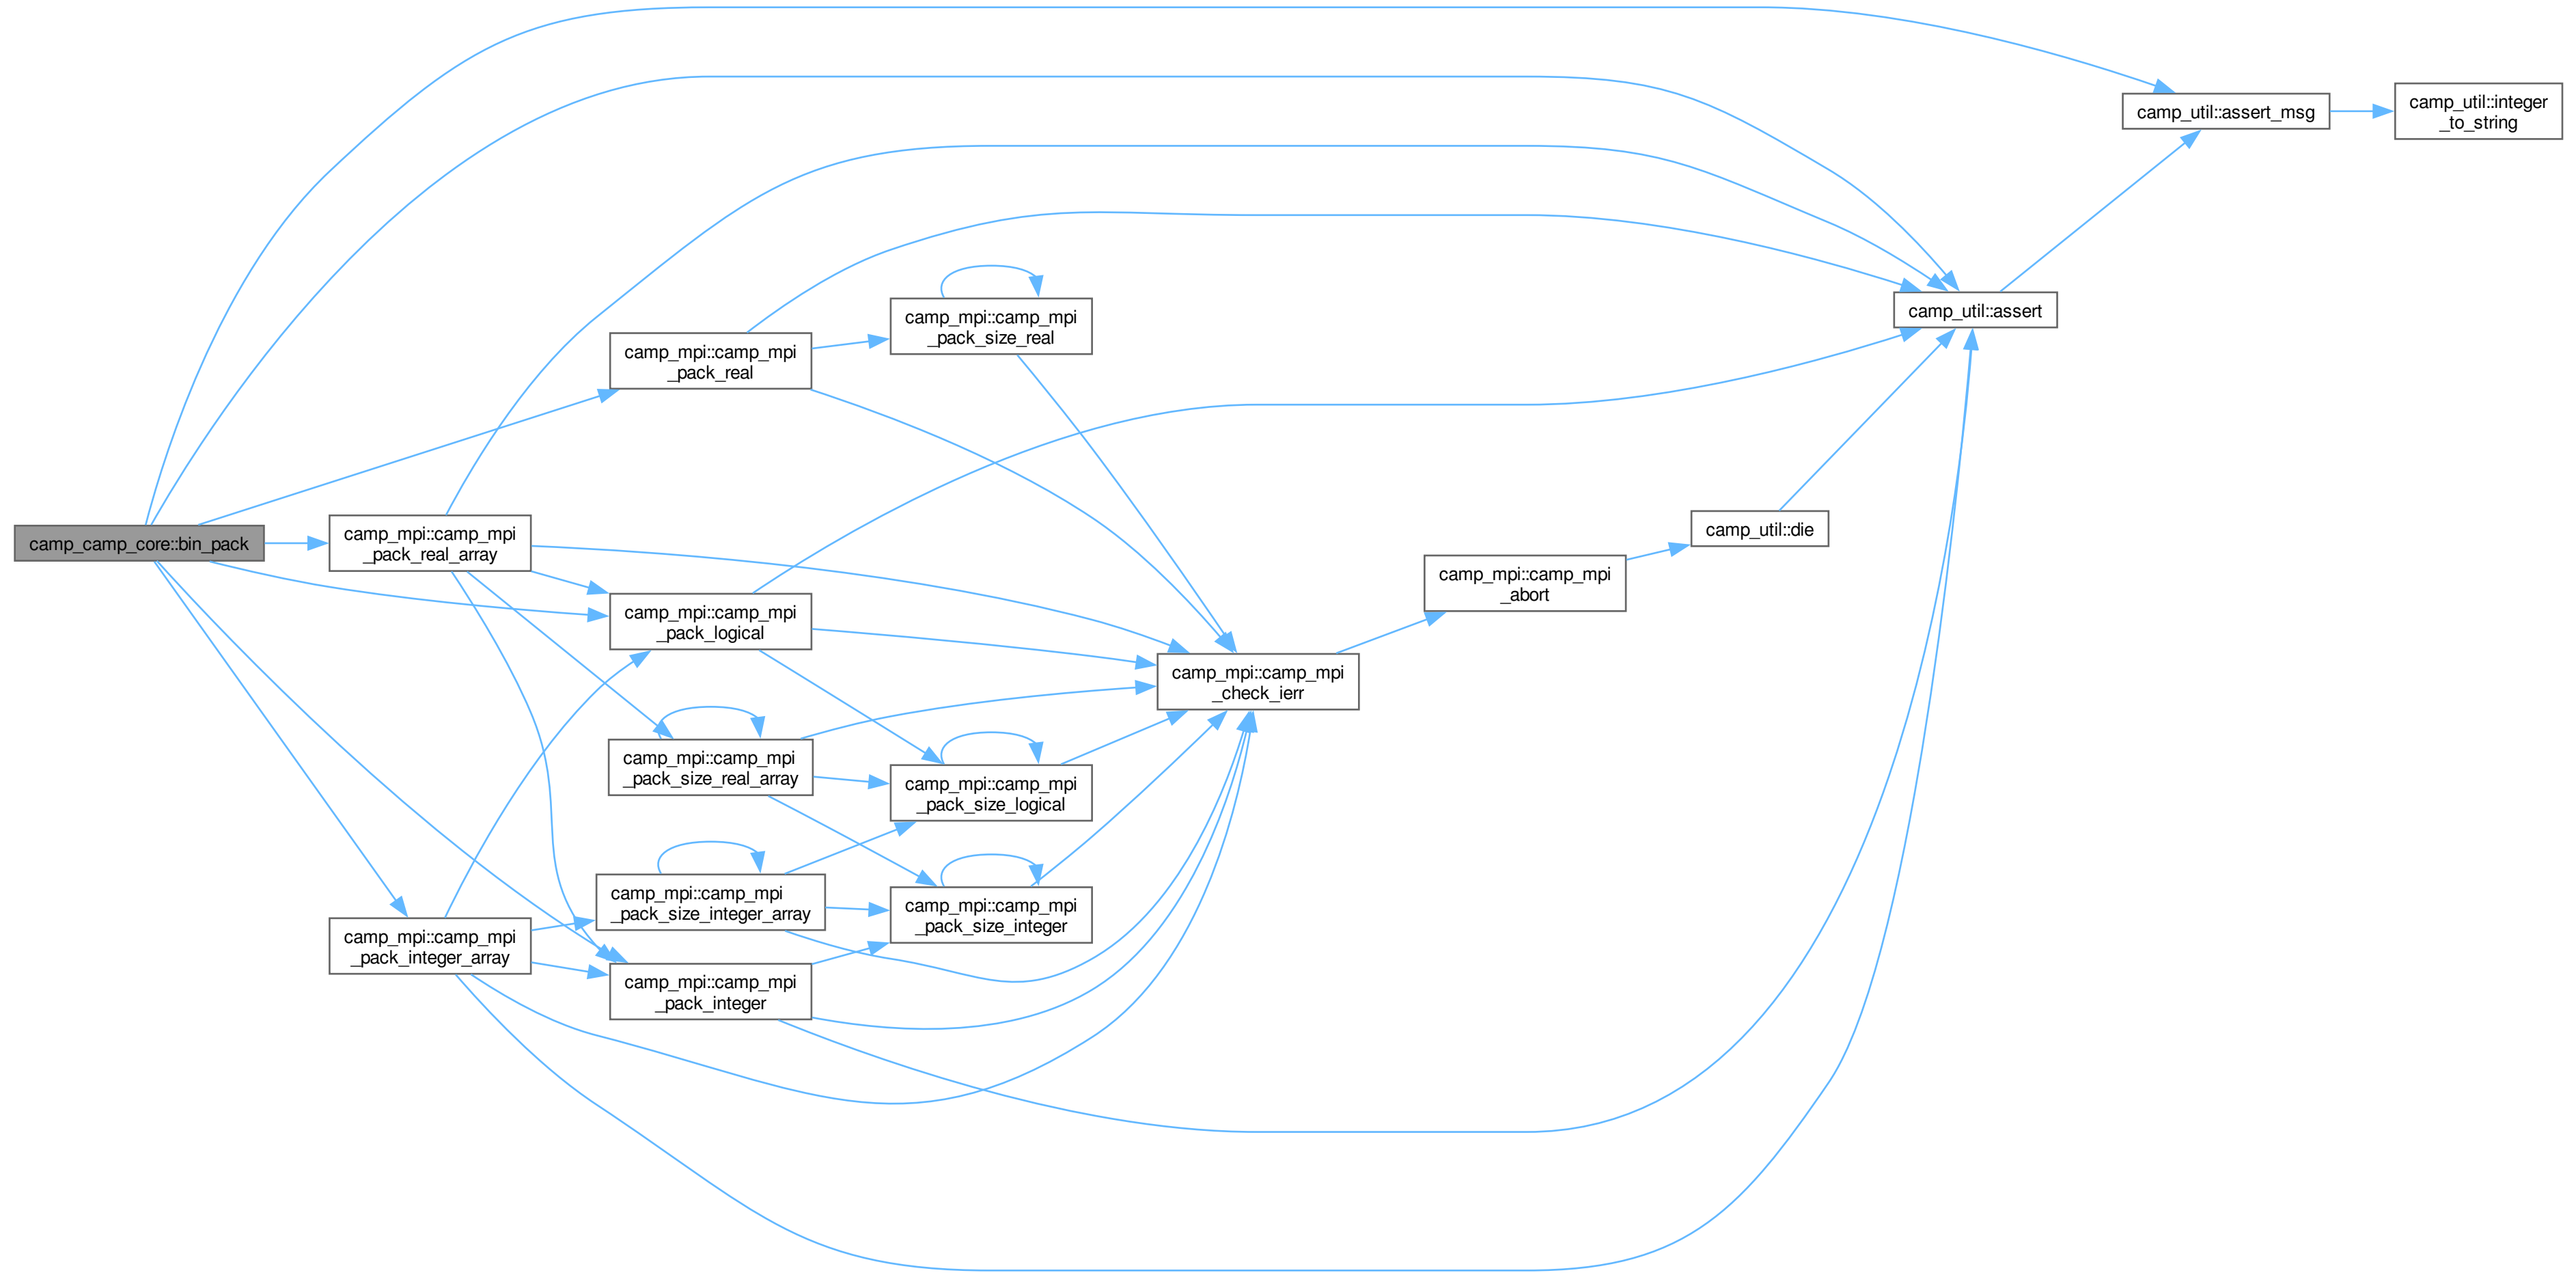 camp_camp_core::bin_pack
camp_mpi::camp_mpi
_pack_real_array
camp_mpi::camp_mpi
_pack_integer_array
camp_mpi::camp_mpi
_pack_real
camp_mpi::camp_mpi
_pack_logical
camp_mpi::camp_mpi
_pack_size_real_array
camp_mpi::camp_mpi
_pack_size_integer_array
camp_mpi::camp_mpi
_pack_integer
camp_mpi::camp_mpi
_pack_size_real
camp_mpi::camp_mpi
_pack_size_logical
camp_mpi::camp_mpi
_pack_size_integer
camp_mpi::camp_mpi
_check_ierr
camp_mpi::camp_mpi
_abort
camp_util::die
camp_util::assert
camp_util::assert_msg
camp_util::integer
_to_string